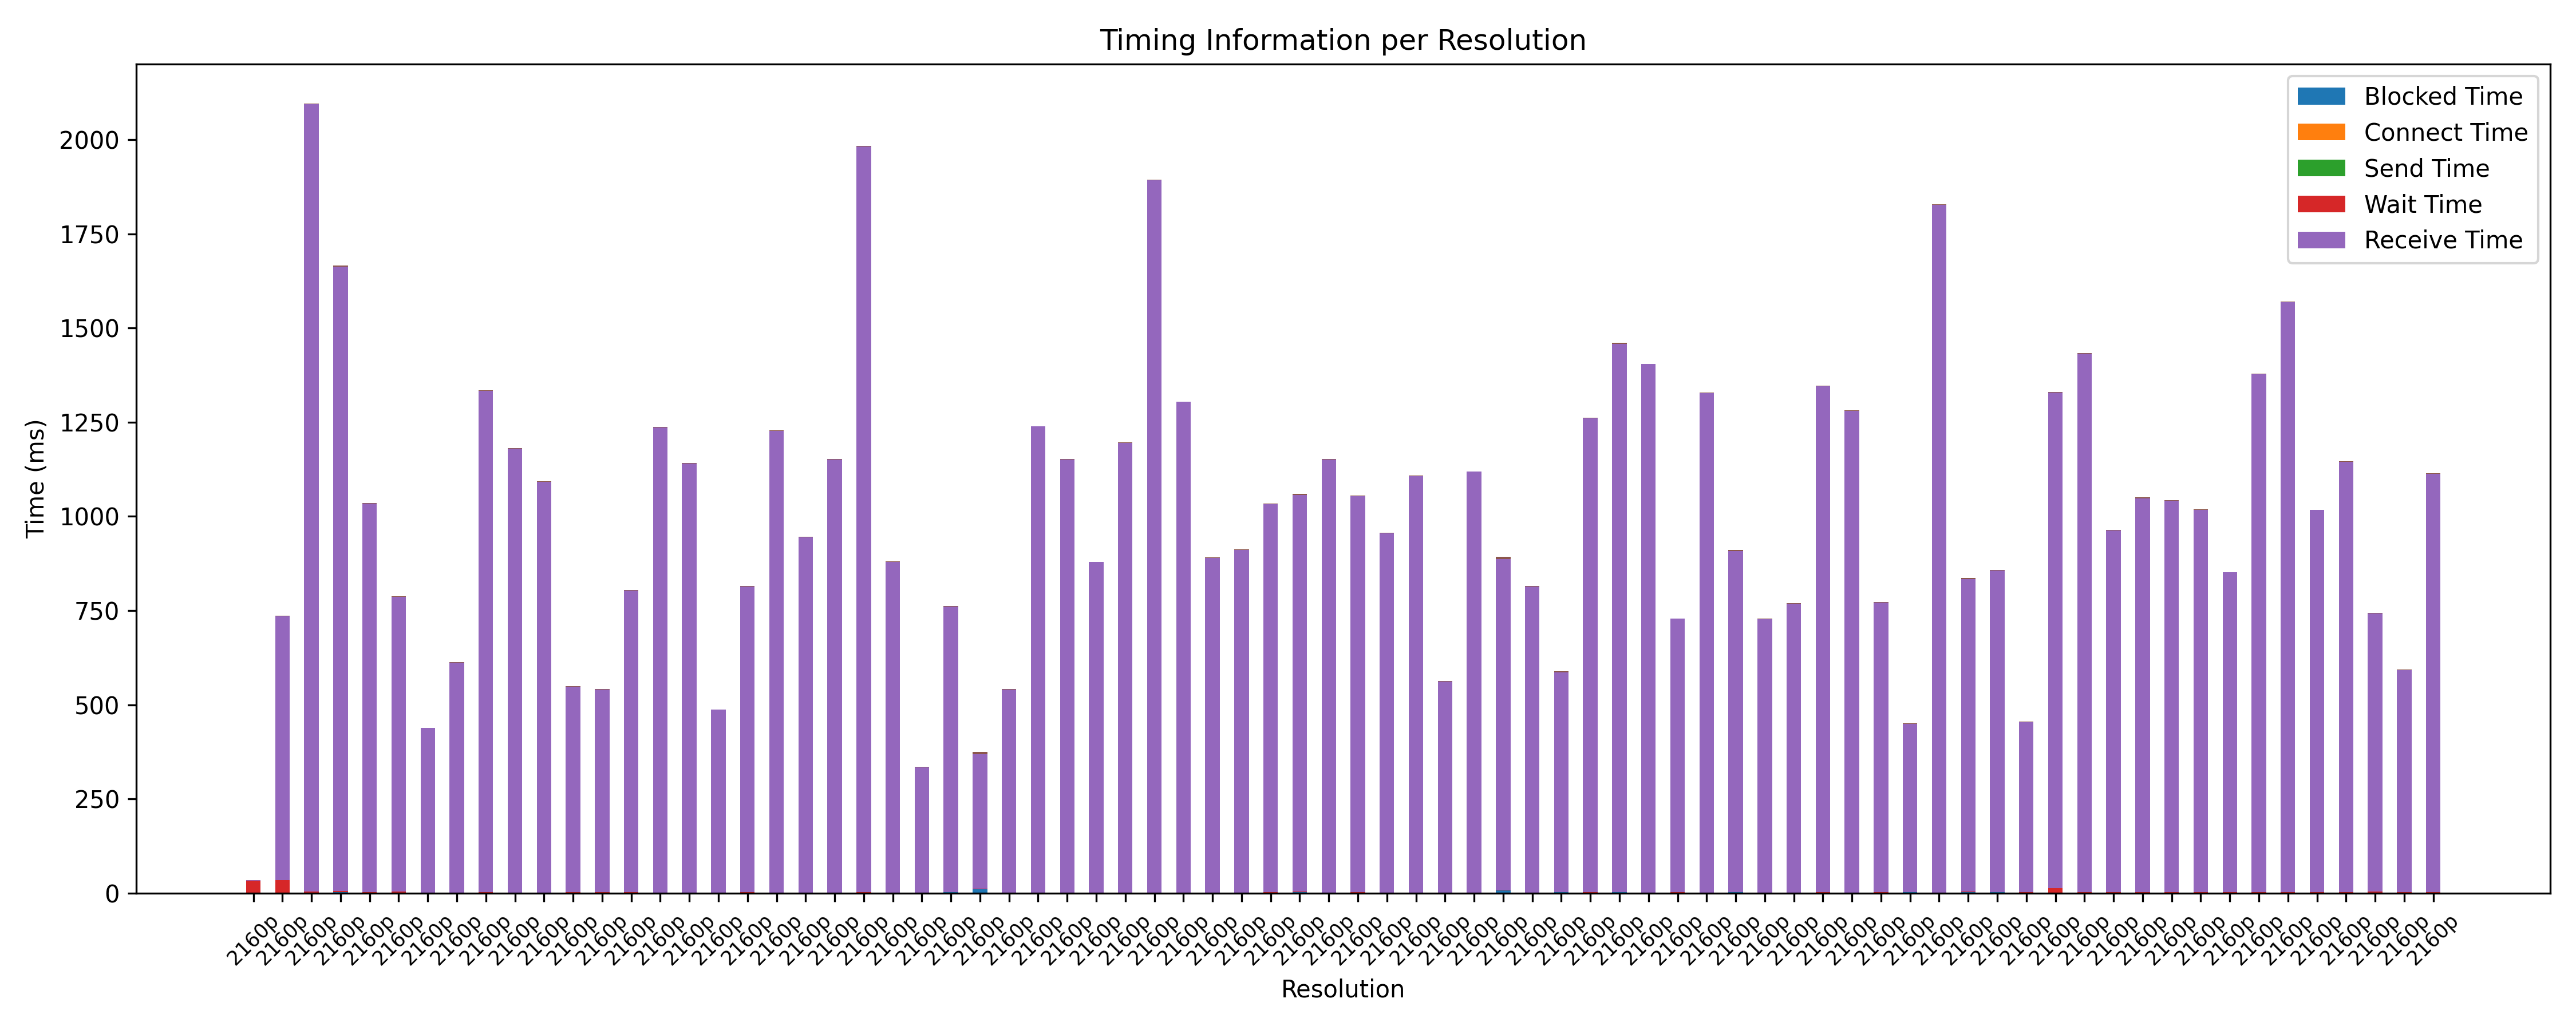 Timing Information per Resolution
2000
1750
1500
1250
1000
750
500
250
0
Time (ms)
Blocked Time
Connect Time
Send Time
Wait Time
Receive Time
2160p 2160p 2160p 2160p 2160p 2160p 2160p 2160p 2160p 2160p 2160p 2160p 2160p 2160p 2160p 2160p 2160p 2160p 2160p 2160p 2160p 2160p 2160p 2160p 2160p 2160p 2160p 2160p 2160p 2160p 2160p 2160p 2160p 2160p 2160p 2160p 2160p 2160p 2160p 2160p 2160p 2160p 2160p 2160p 2160p 2160p 2160p 2160p 2160p 2160p 2160p 2160p 2160p 2160p 2160p 2160p 2160p 2160p 2160p 2160p 2160p 2160p 2160p 2160p 2160p 2160p 2160p 2160p 2160p 2160p 2160p 2160p 2160p 2160p 2160p 2160p
Resolution